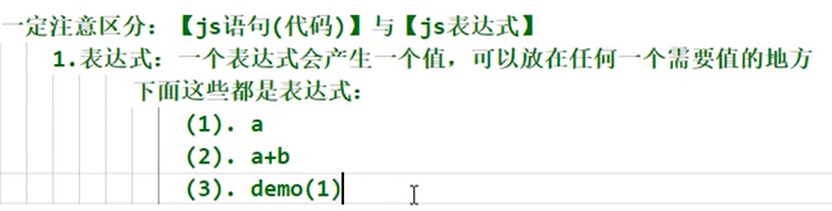 一定注意区分：【js语句(代码)】与【js表达式】
1.表达式：一个表达式会产生一个值，可以放在任何一个需要值的地方
下面这些都是表达式：
(1). a
(2). a+b
(3). demo(1)